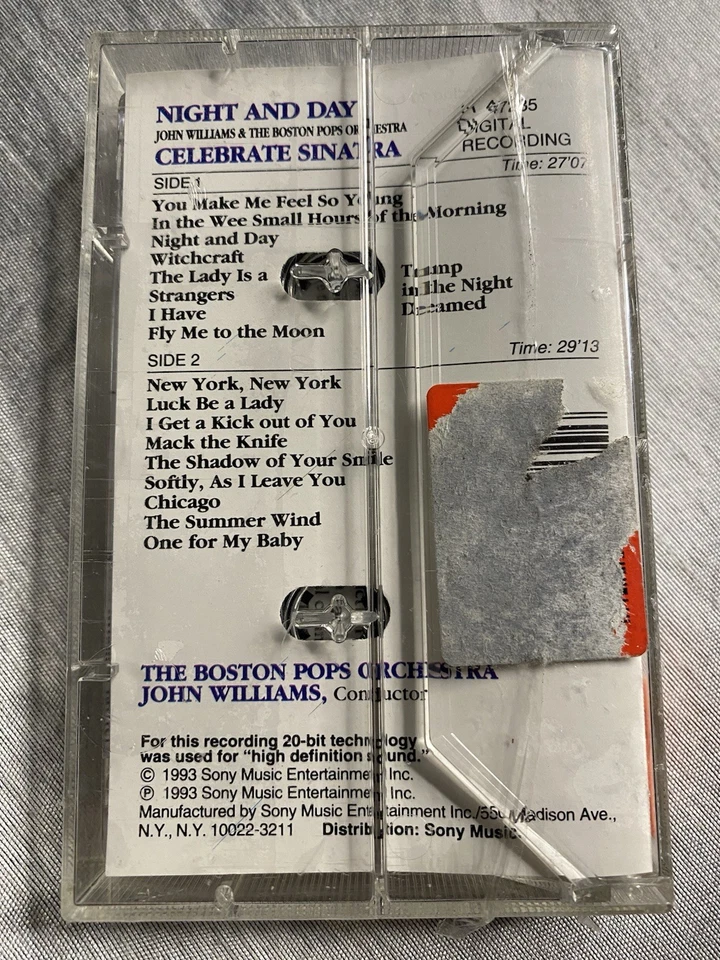 NIGHT AND DAY
JOHN WILLIAMS & THE BOSTON POPS ORCHESTRA
CELEBRATE SINATRA
DIGITAL
RECORDING
SIDE 1
Time: 27'07
You Make Me Feel So Young
In the Wee Small Hours of the Morning
Night and Day
Witchcraft
The Lady Is a Tramp
Strangers in the Night
I Have Dreamed
Fly Me to the Moon
SIDE 2
Time: 29'13
New York, New York
Luck Be a Lady
I Get a Kick out of You
Mack the Knife
The Shadow of Your Smile
Softly, As I Leave You
Chicago
The Summer Wind
One for My Baby
THE BOSTON POPS ORCHESTRA
JOHN WILLIAMS, Conductor
For this recording 20-bit technology
was used for "high definition sound."
© 1993 Sony Music Entertainment Inc.
℗ 1993 Sony Music Entertainment Inc.
Manufactured by Sony Music Entertainment Inc./550 Madison Ave.,
N.Y., N.Y. 10022-3211 Distribution: Sony Music.